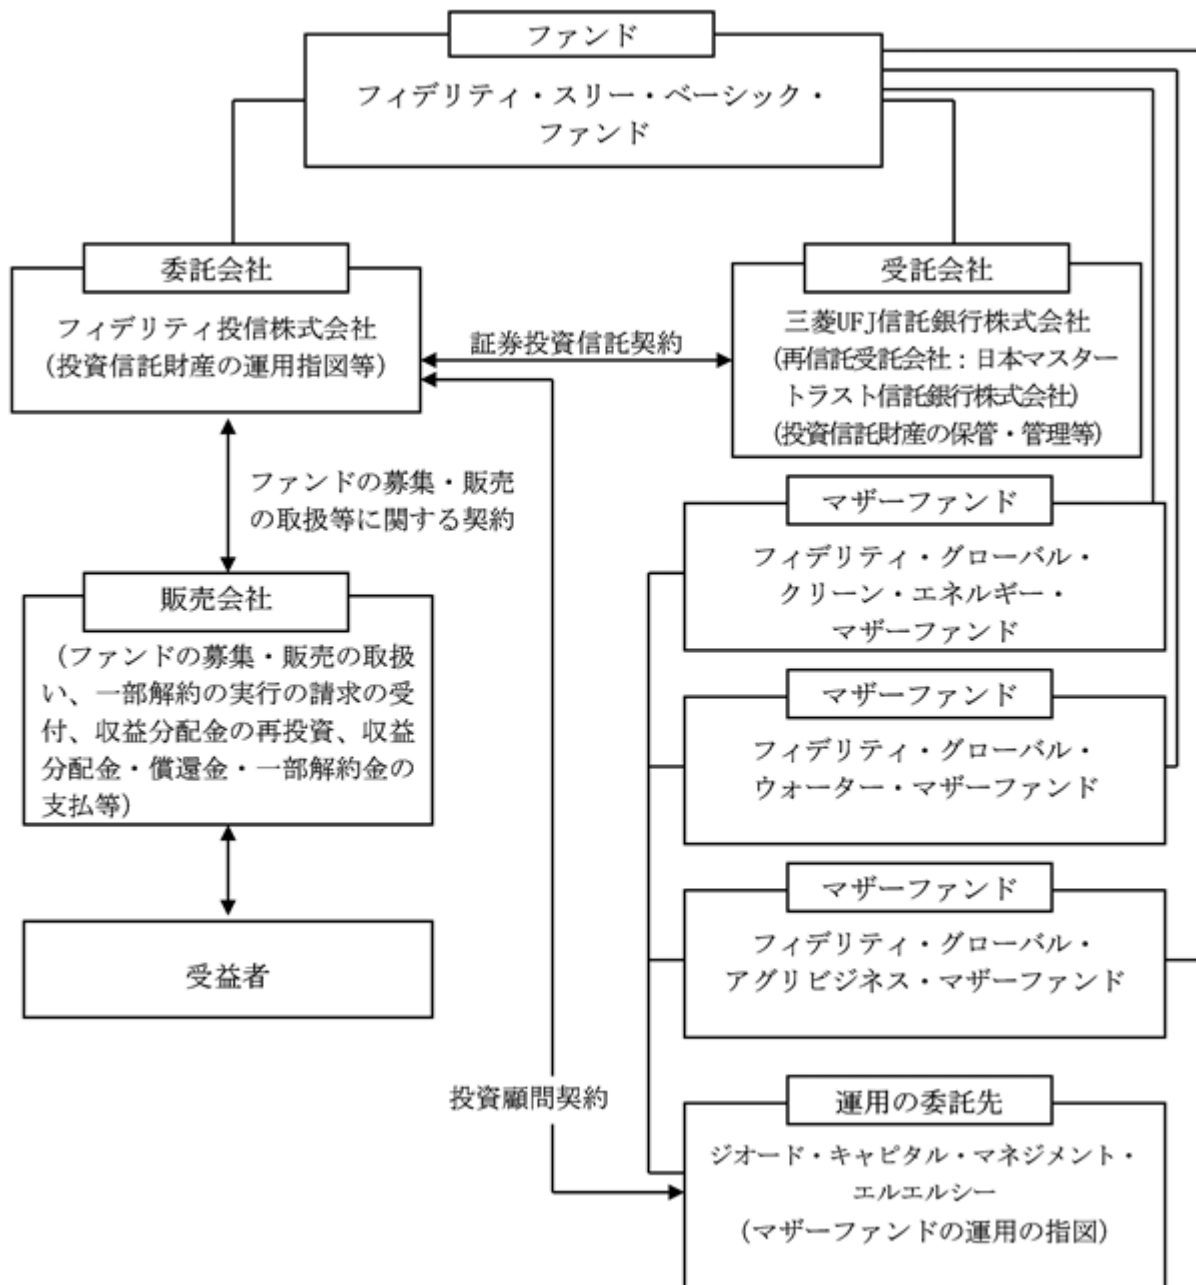 ファンド
フィデリティ・スリー・ベーシック・
ファンド
委託会社
フィデリティ投信株式会社
(投資信託財産の運用指図等)
証券投資信託契約
受託会社
三菱UFJ信託銀行株式会社
(再信託受託会社:日本マスター
トラスト信託銀行株式会社)
(投資信託財産の保管・管理等)
ファンドの募集・販売
の取扱等に関する契約
販売会社
(ファンドの募集・販売の取扱
い、一部解約の実行の請求の受
付、収益分配金の再投資、収益
分配金・償還金・一部解約金の
支払等)
受益者
マザーファンド
フィデリティ・グローバル・
クリーン・エネルギー・
マザーファンド
マザーファンド
フィデリティ・グローバル・
ウォーター・マザーファンド
マザーファンド
フィデリティ・グローバル・
アグリビジネス・マザーファンド
投資顧問契約
運用の委託先
ジオード・キャピタル・マネジメント・
エルエルシー
(マザーファンドの運用の指図)